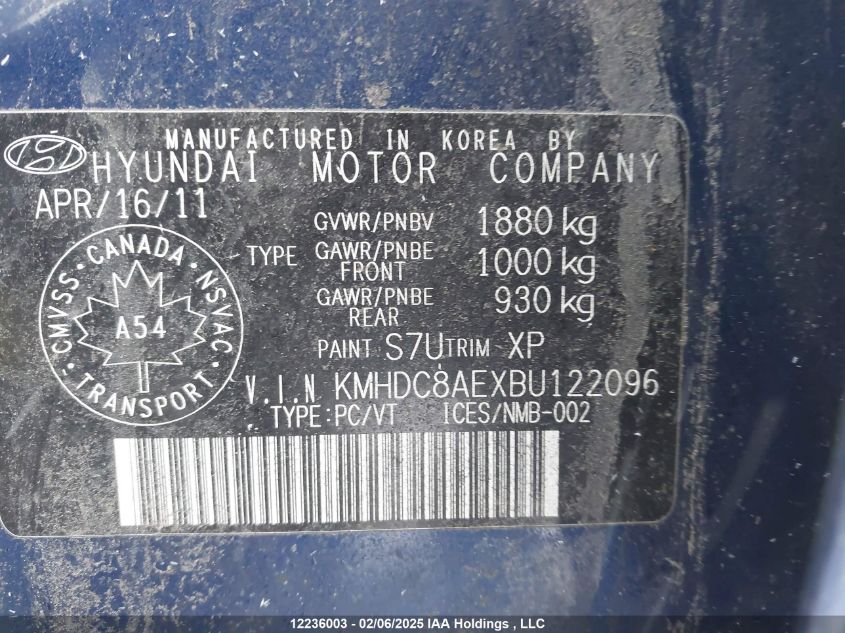 MANUFACTURED IN KOREA BY
HYUNDAI MOTOR COMPANY
APR/16/11
GVWR/PNBV 1880 kg
TYPE GAWR/PNBE FRONT 1000 kg
GAWR/PNBE REAR 930 kg
PAINT S7U TRIM XP
V.I.N KMHDC8AEXBU122096
TYPE:PC/VT ICES/NMB-002
CMVSS · CANADA · NSVAC · TRANSPORT ·
A54
12236003 - 02/06/2025 IAA Holdings , LLC